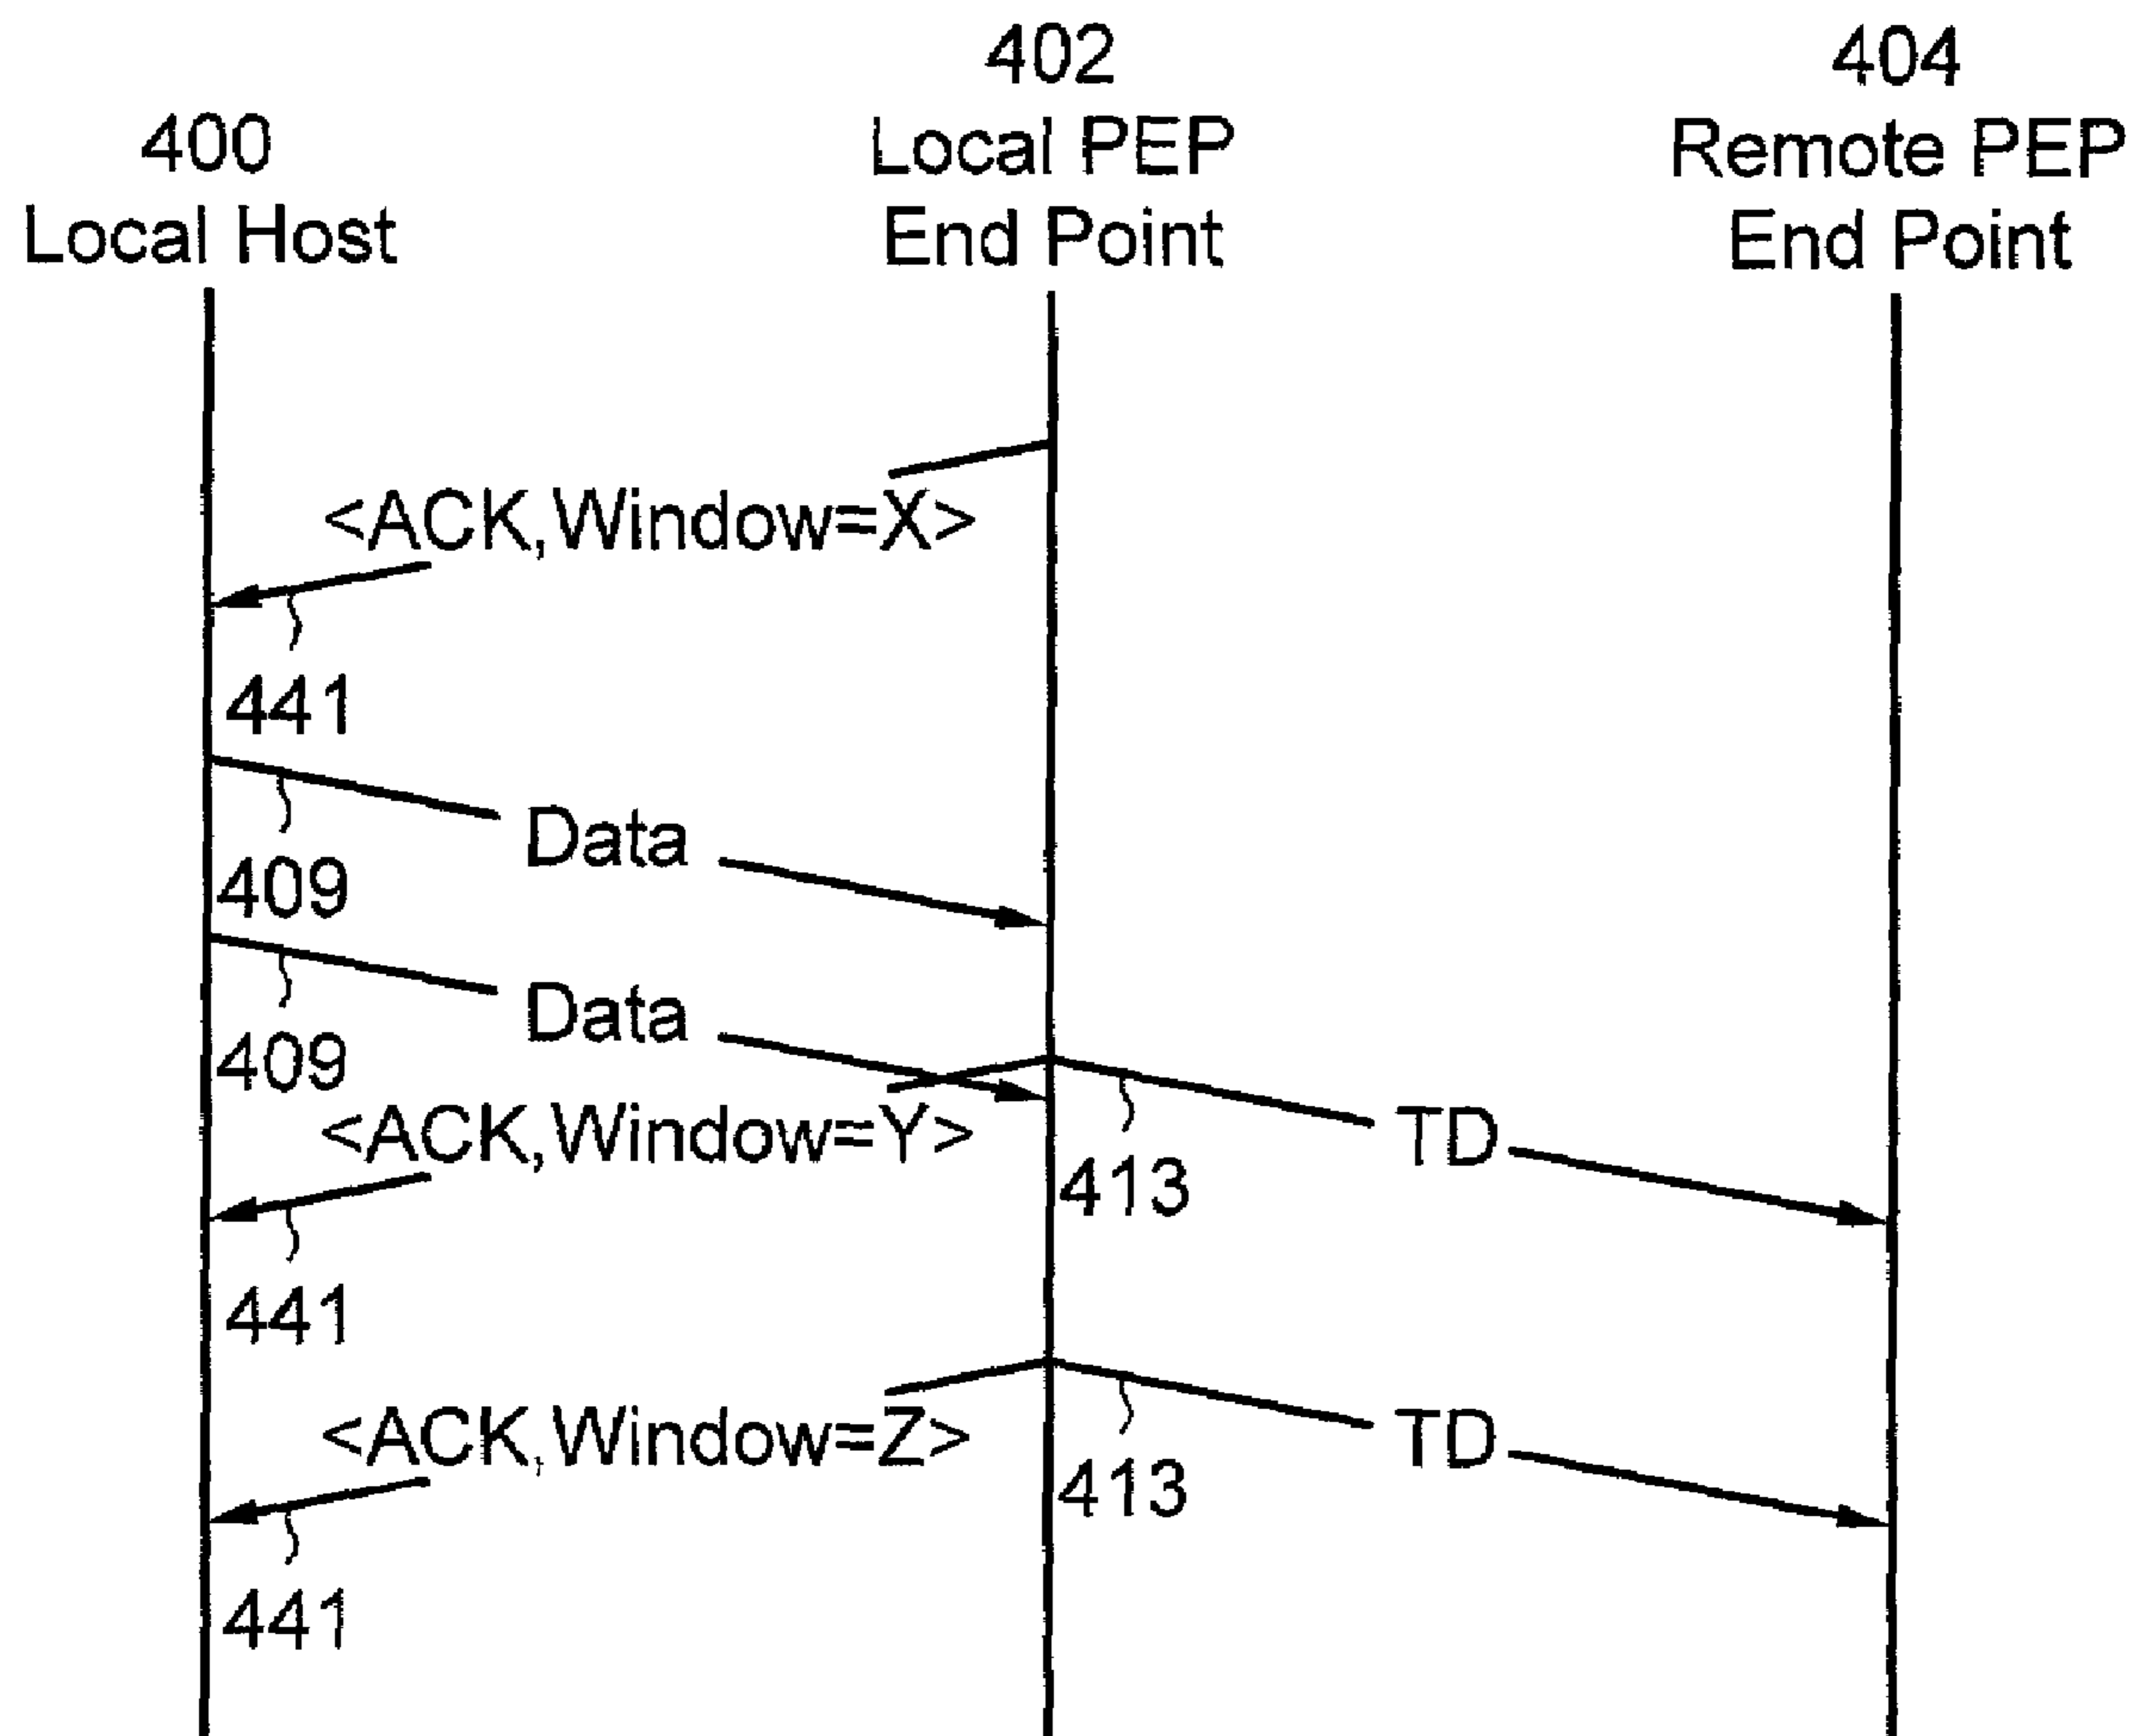 400
Local Host
402
Local PEP
End Point
404
Remote PEP
End Point
<ACK,Window=X>
441
Data
409
Data
409
<ACK,Window=Y>
TD
413
441
<ACK,Window=Z>
TD
413
441